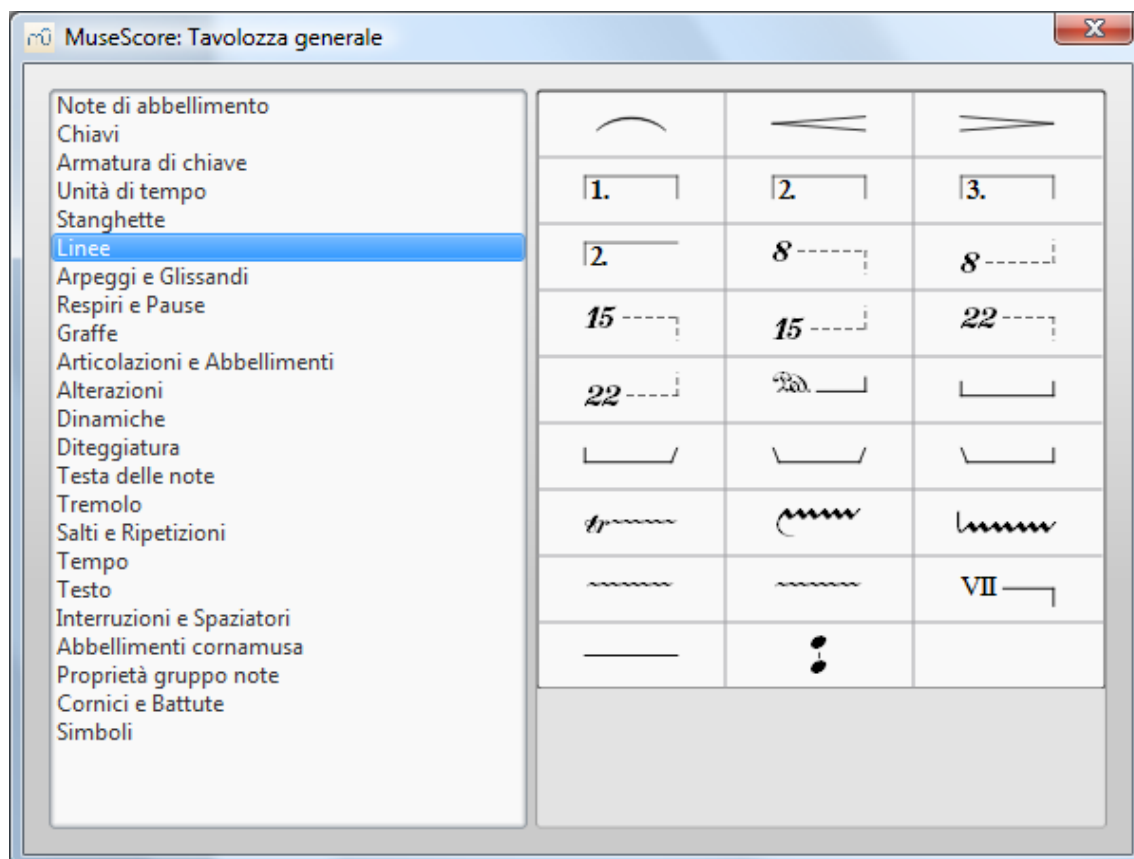 MuseScore: Tavolozza generale
Note di abbellimento
Chiavi
Armatura di chiave
Unità di tempo
Stanghette
Linee
Arpeggi e Glissandi
Respiri e Pause
Graffe
Articolazioni e Abbellimenti
Alterazioni
Dinamiche
Diteggiatura
Testa delle note
Tremolo
Salti e Ripetizioni
Tempo
Testo
Interruzioni e Spaziatori
Abbellimenti cornamusa
Proprietà gruppo note
Cornici e Battute
Simboli
1. 2. 3.
2. 8 8
15 15 22
22
tr
VII